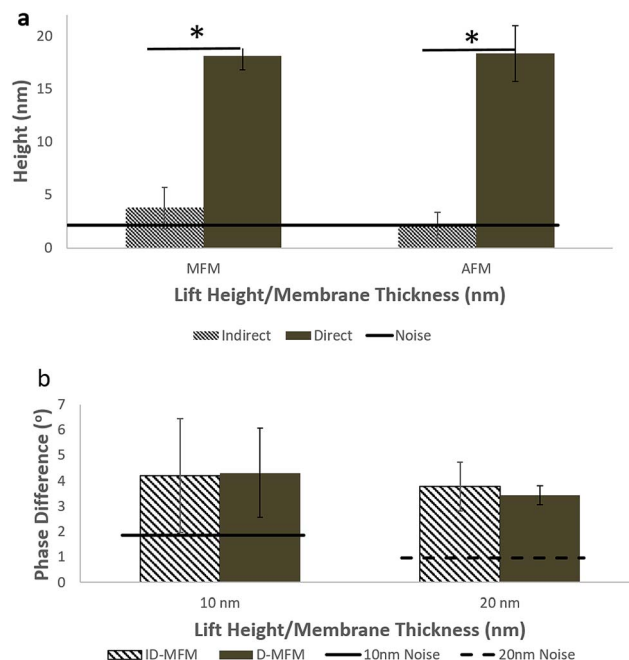 a
*
*
Height (nm)
20
15
10
5
0
MFM
AFM
Lift Height/Membrane Thickness (nm)
Indirect
Direct
Noise
b
Phase Difference (º)
7
6
5
4
3
2
1
0
10 nm
20 nm
Lift Height/Membrane Thickness (nm)
ID-MFM
D-MFM
10nm Noise
20nm Noise